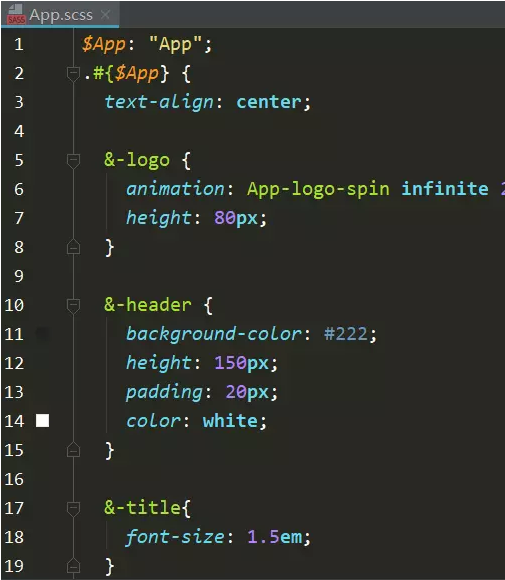 App.scss
1 $App: "App";
2 .#{$App} {
3 text-align: center;
4
5 &-logo {
6 animation: App-logo-spin infinite 2
7 height: 80px;
8 }
9
10 &-header {
11 background-color: #222;
12 height: 150px;
13 padding: 20px;
14 color: white;
15 }
16
17 &-title{
18 font-size: 1.5em;
19 }